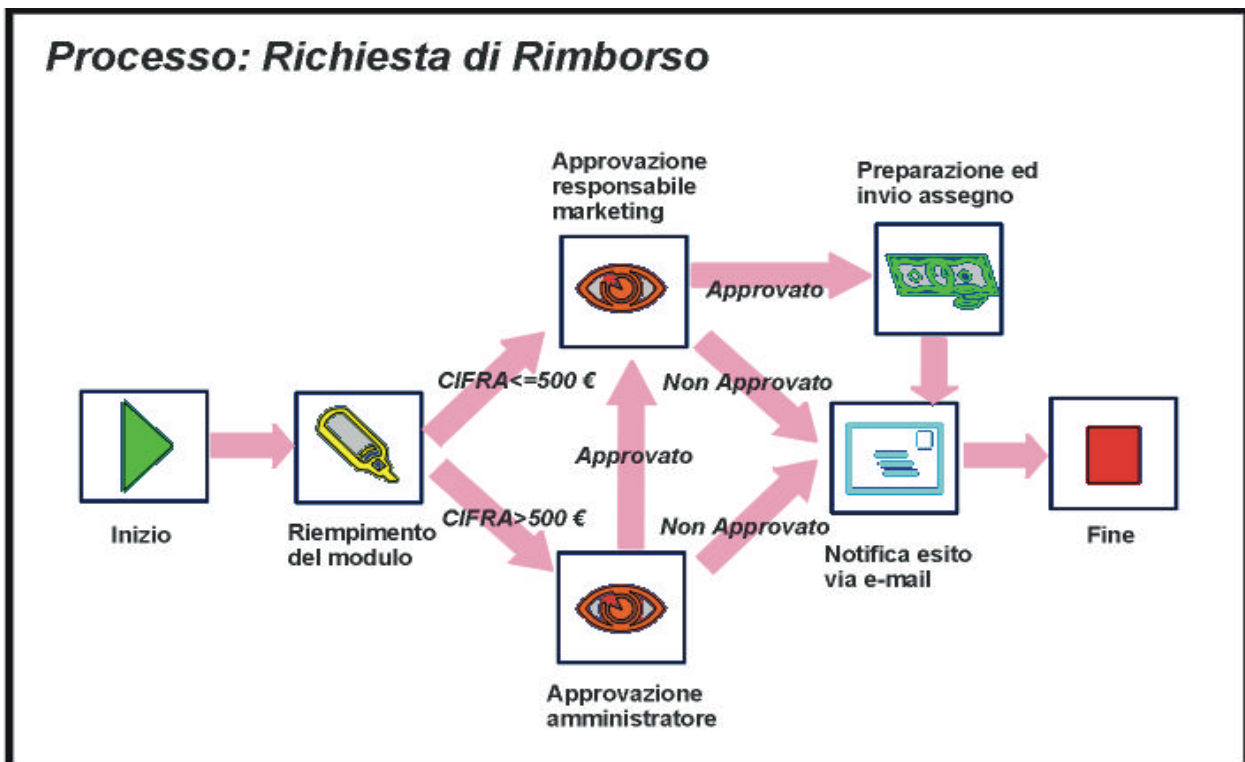 Processo: Richiesta di Rimborso
Approvazione
responsabile
marketing
Preparazione ed
invio assegno
Approvato
CIFRA<=500 €
Non Approvato
Approvato
CIFRA>500 €
Non Approvato
Inizio
Riempimento
del modulo
Notifica esito
via e-mail
Fine
Approvazione
amministratore